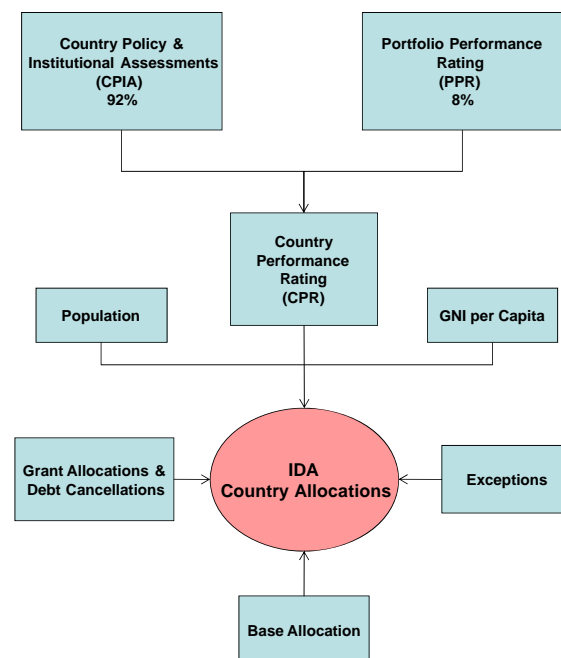 Country Policy &
Institutional Assessments
(CPIA)
92%
Portfolio Performance
Rating
(PPR)
8%
Country
Performance
Rating
(CPR)
Population
GNI per Capita
Grant Allocations &
Debt Cancellations
IDA
Country Allocations
Exceptions
Base Allocation